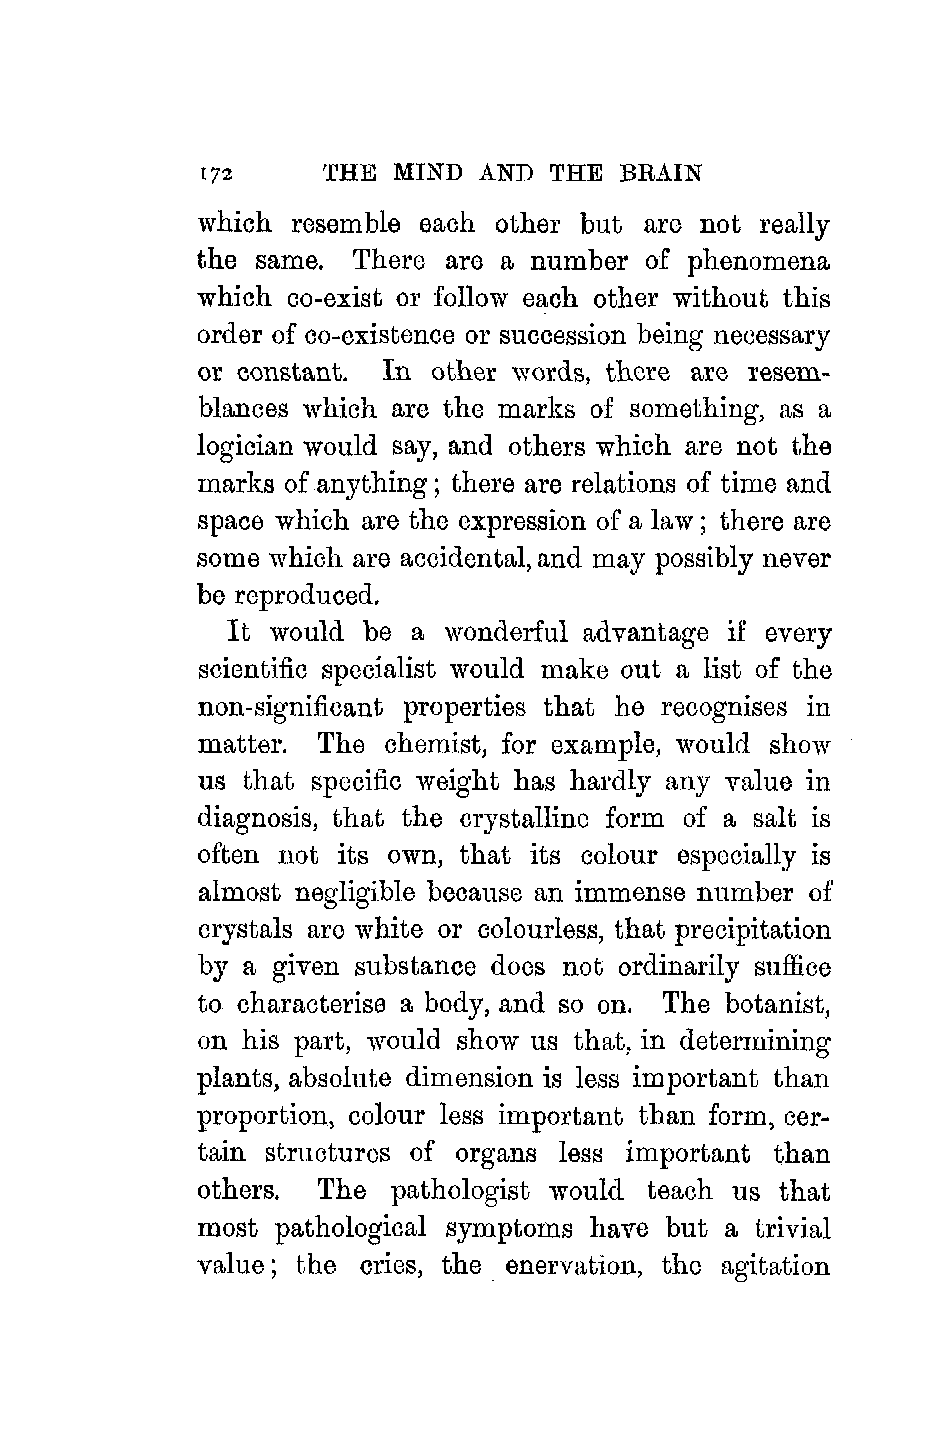 172 THE MIND AND THE BRAIN
which resemble each other but are not really
the same. There are a number of phenomena
which co-exist or follow each other without this
order of co-existence or succession being necessary
or constant. In other words, there are resem-
blances which are the marks of something, as a
logician would say, and others which are not the
marks of anything; there are relations of time and
space which are the expression of a law; there are
some which are accidental, and may possibly never
be reproduced.
It would be a wonderful advantage if every
scientific specialist would make out a list of the
non-significant properties that he recognises in
matter. The chemist, for example, would show
us that specific weight has hardly any value in
diagnosis, that the crystalline form of a salt is
often not its own, that its colour especially is
almost negligible because an immense number of
crystals are white or colourless, that precipitation
by a given substance does not ordinarily suffice
to characterise a body, and so on. The botanist,
on his part, would show us that, in determining
plants, absolute dimension is less important than
proportion, colour less important than form, cer-
tain structures of organs less important than
others. The pathologist would teach us that
most pathological symptoms have but a trivial
value; the cries, the enervation, the agitation